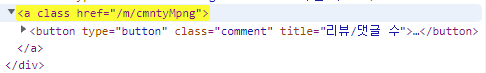 ▼<a class href="/m/cmntyMpng">
▶<button type="button" class="comment" title="리뷰/댓글 수">…</button>
</a>
</div>